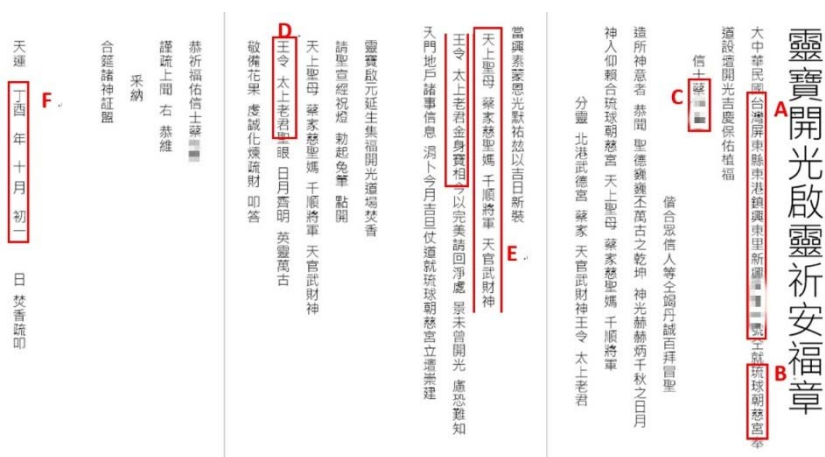 靈寶開光啟靈祈安福章
大中華民國台灣屏東縣東港鎮興東里新興 號仝就琉球朝慈宮奉
A
B
道設壇開光吉慶保佑植福
信士蔡
C
偕合眾信人等仝竭丹誠百拜冒聖
造所神意者 恭聞 聖德巍巍丕萬古之乾坤 神光赫赫炳千秋之日月
神入仰賴合琉球朝慈宮 天上聖母 蔡家慈聖媽 千順將軍
分靈 北港武德宮 蔡家 天官武財神王令 太上老君
當興素蒙恩光默祐玆以吉日新裝
天上聖母 蔡家慈聖媽 千順將軍 天官武財神
E
王令 太上老君金身寶相今以完美請回淨處 景未曾開光 慮恐難知
天門地戶諸事信息 涓卜今月吉旦仗道就琉球朝慈宮立壇崇建
靈寶啟元延生集福開光道場焚香
請聖宣經祝燈 勅起兔筆 點開
天上聖母 蔡家慈聖媽 千順將軍 天官武財神
D
王令 太上老君聖眼 日月齊明 英靈萬古
敬備花果 虔誠化煉疏財 叩答
恭祈福佑信士蔡
謹疏上聞 右 恭維
采納
合筵諸神証盟
天運 丁酉 年 十月 初一 日 焚香疏叩
F